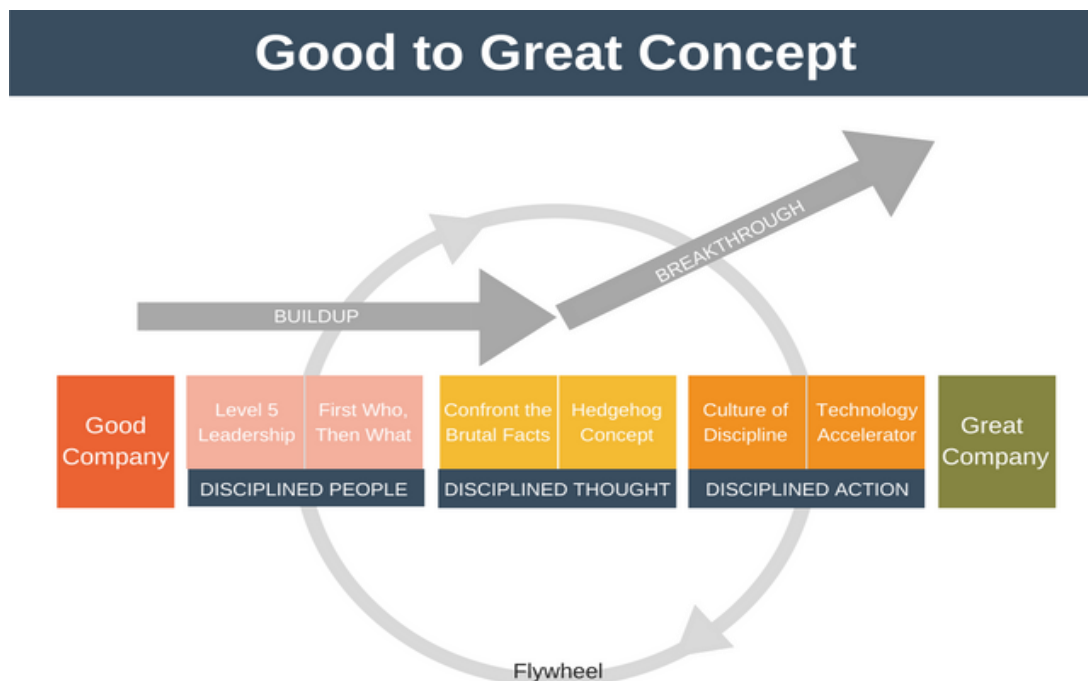 Good to Great Concept
BREAKTHROUGH
BUILDUP
Good
Company
Level 5
Leadership
First Who,
Then What
DISCIPLINED PEOPLE
Confront the
Brutal Facts
Hedgehog
Concept
DISCIPLINED THOUGHT
Culture of
Discipline
Technology
Accelerator
DISCIPLINED ACTION
Great
Company
Flywheel